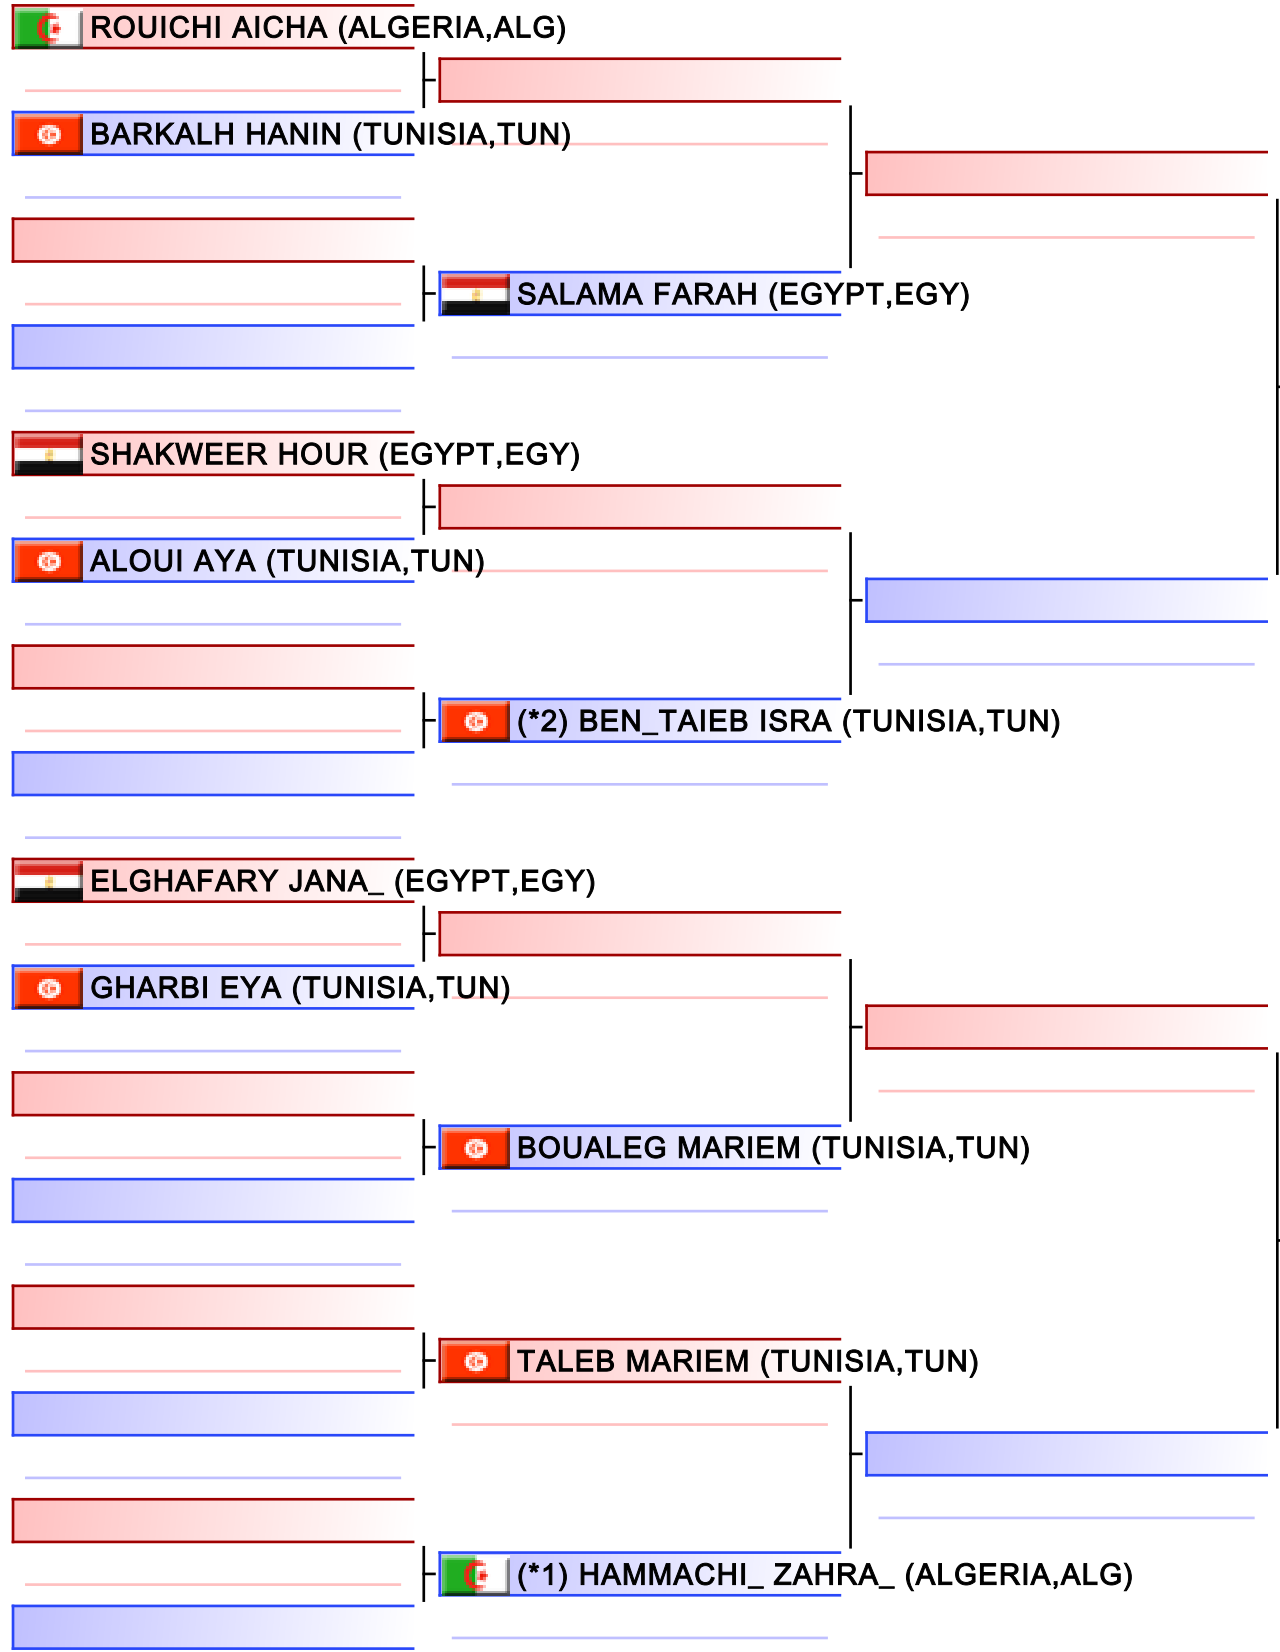 ROUICHI AICHA (ALGERIA,ALG)
BARKALH HANIN (TUNISIA,TUN)
SALAMA FARAH (EGYPT,EGY)
SHAKWEER HOUR (EGYPT,EGY)
ALOUI AYA (TUNISIA,TUN)
(*2) BEN_TAIEB ISRA (TUNISIA,TUN)
ELGHAFARY JANA_ (EGYPT,EGY)
GHARBI EYA (TUNISIA,TUN)
BOUALEG MARIEM (TUNISIA,TUN)
TALEB MARIEM (TUNISIA,TUN)
(*1) HAMMACHI_ ZAHRA_ (ALGERIA,ALG)